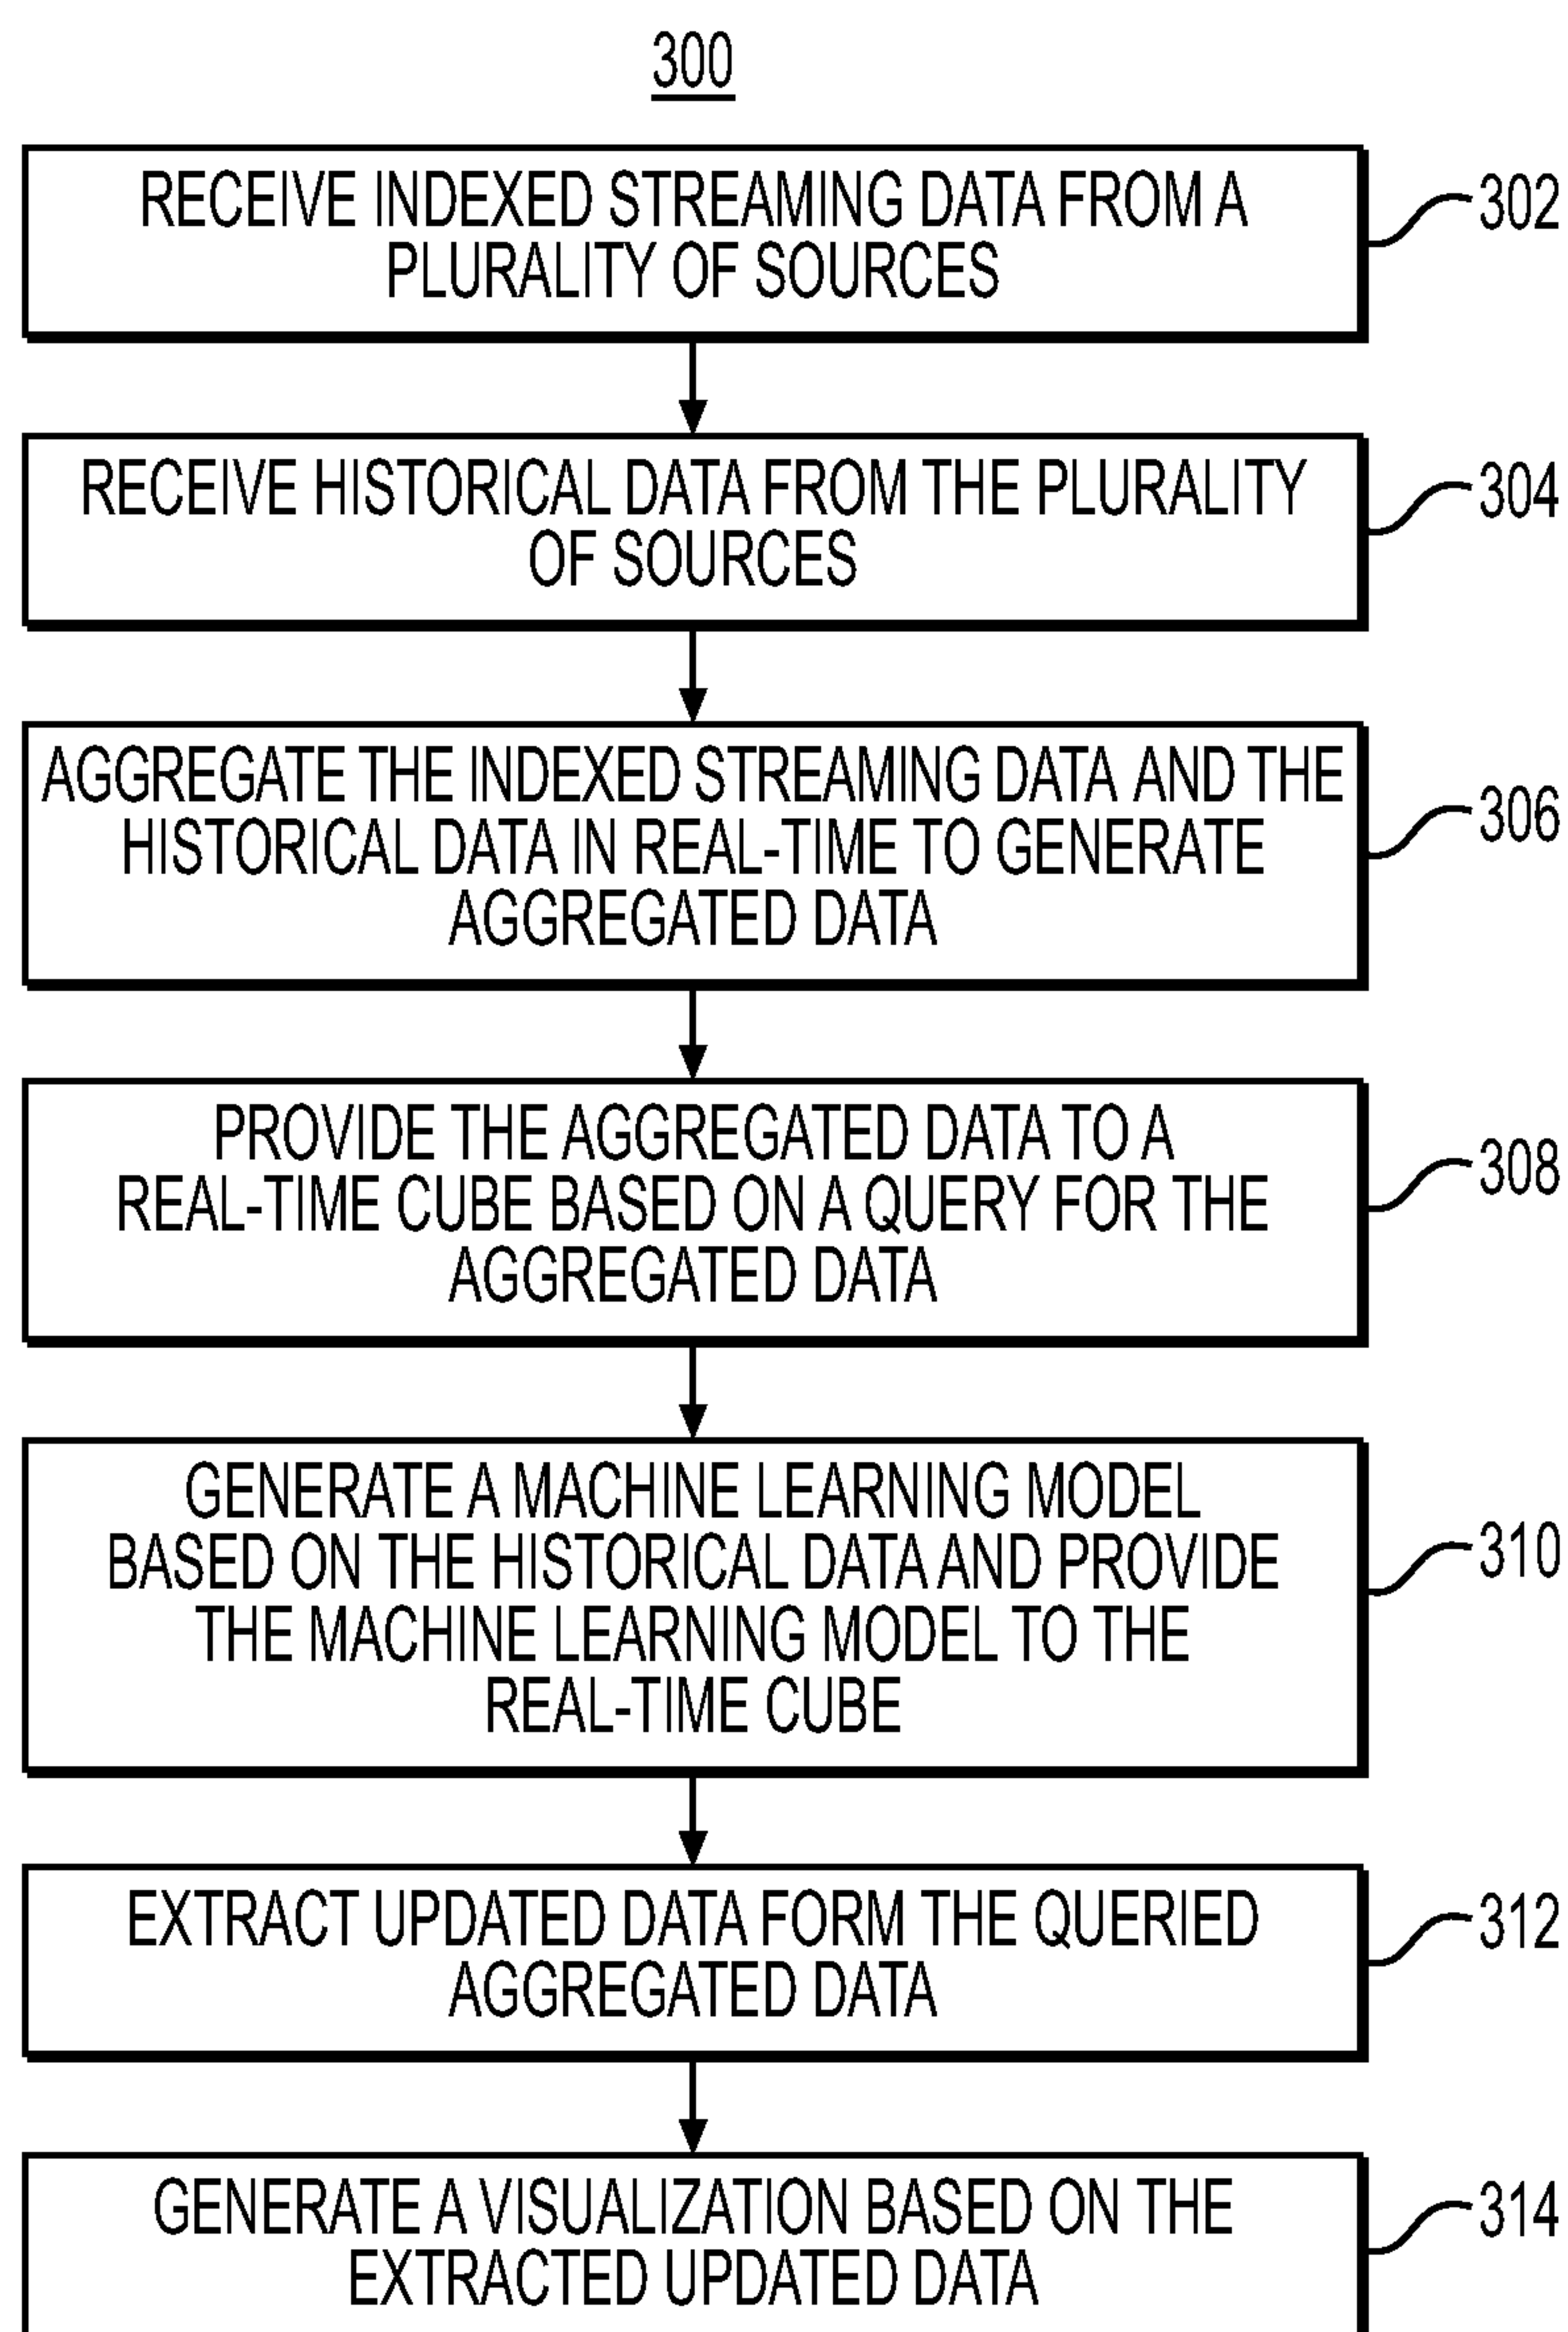 300
RECEIVE INDEXED STREAMING DATA FROM A
PLURALITY OF SOURCES
302
RECEIVE HISTORICAL DATA FROM THE PLURALITY
OF SOURCES
304
AGGREGATE THE INDEXED STREAMING DATA AND THE
HISTORICAL DATA IN REAL-TIME TO GENERATE
AGGREGATED DATA
306
PROVIDE THE AGGREGATED DATA TO A
REAL-TIME CUBE BASED ON A QUERY FOR THE
AGGREGATED DATA
308
GENERATE A MACHINE LEARNING MODEL
BASED ON THE HISTORICAL DATA AND PROVIDE
THE MACHINE LEARNING MODEL TO THE
REAL-TIME CUBE
310
EXTRACT UPDATED DATA FORM THE QUERIED
AGGREGATED DATA
312
GENERATE A VISUALIZATION BASED ON THE
EXTRACTED UPDATED DATA
314